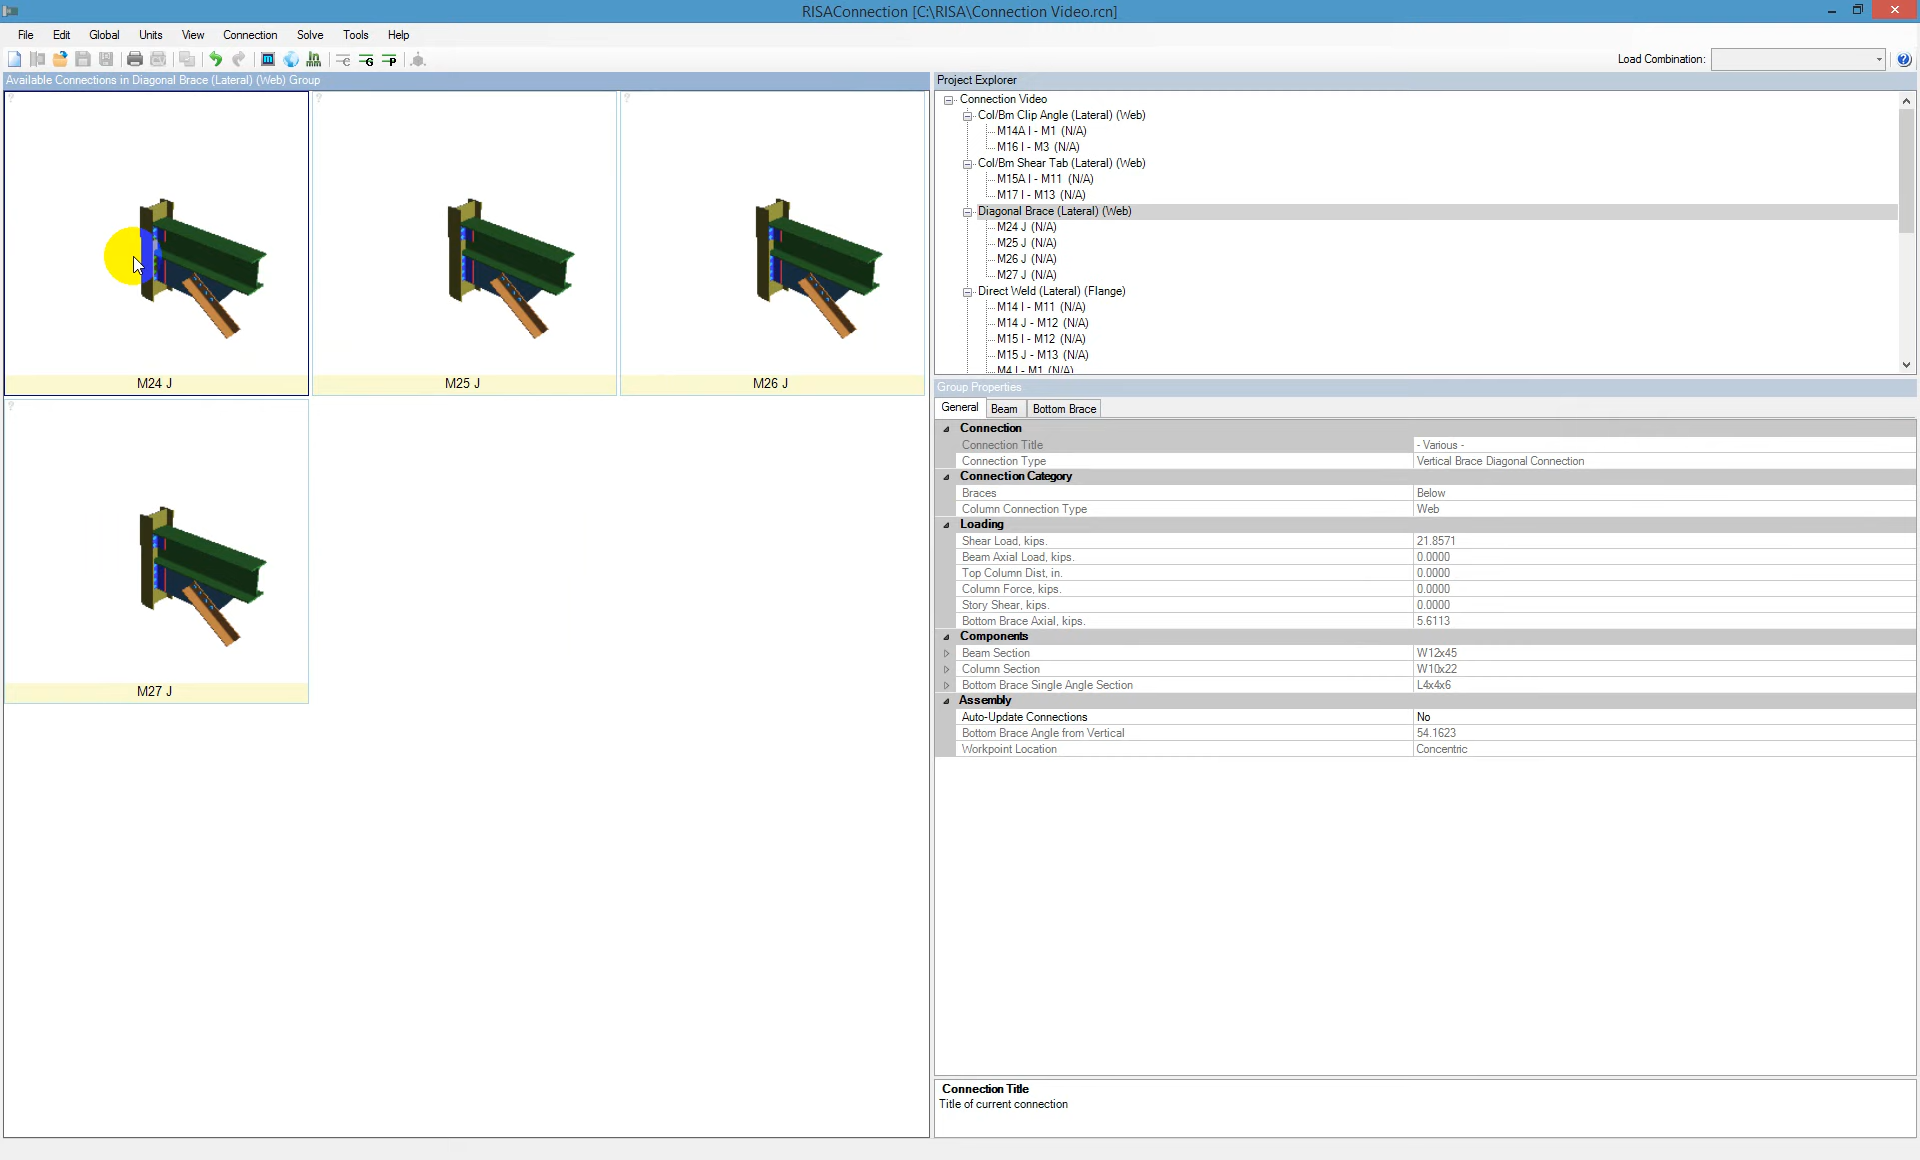 RISAConnection [C:\RISA\Connection Video.rcn]
File Edit Global Units View Connection Solve Tools Help
Load Combination:
Available Connections in Diagonal Brace (Lateral) (Web) Group
M24 J
M25 J
M26 J
M27 J
Project Explorer
Connection Video
Col/Bm Clip Angle (Lateral) (Web)
M14A I - M1 (N/A)
M16 I - M3 (N/A)
Col/Bm Shear Tab (Lateral) (Web)
M15A I - M11 (N/A)
M17 I - M13 (N/A)
Diagonal Brace (Lateral) (Web)
M24 J (N/A)
M25 J (N/A)
M26 J (N/A)
M27 J (N/A)
Direct Weld (Lateral) (Flange)
M14 I - M11 (N/A)
M14 J - M12 (N/A)
M15 I - M12 (N/A)
M15 J - M13 (N/A)
M4 I - M1 (N/A)
Group Properties
General Beam Bottom Brace
Connection
Connection Title - Various -
Connection Type Vertical Brace Diagonal Connection
Connection Category
Braces Below
Column Connection Type Web
Loading
Shear Load, kips. 21.8571
Beam Axial Load, kips. 0.0000
Top Column Dist, in. 0.0000
Column Force, kips. 0.0000
Story Shear, kips. 0.0000
Bottom Brace Axial, kips. 5.6113
Components
Beam Section W12x45
Column Section W10x22
Bottom Brace Single Angle Section L4x4x6
Assembly
Auto-Update Connections No
Bottom Brace Angle from Vertical 54.1623
Workpoint Location Concentric
Connection Title
Title of current connection